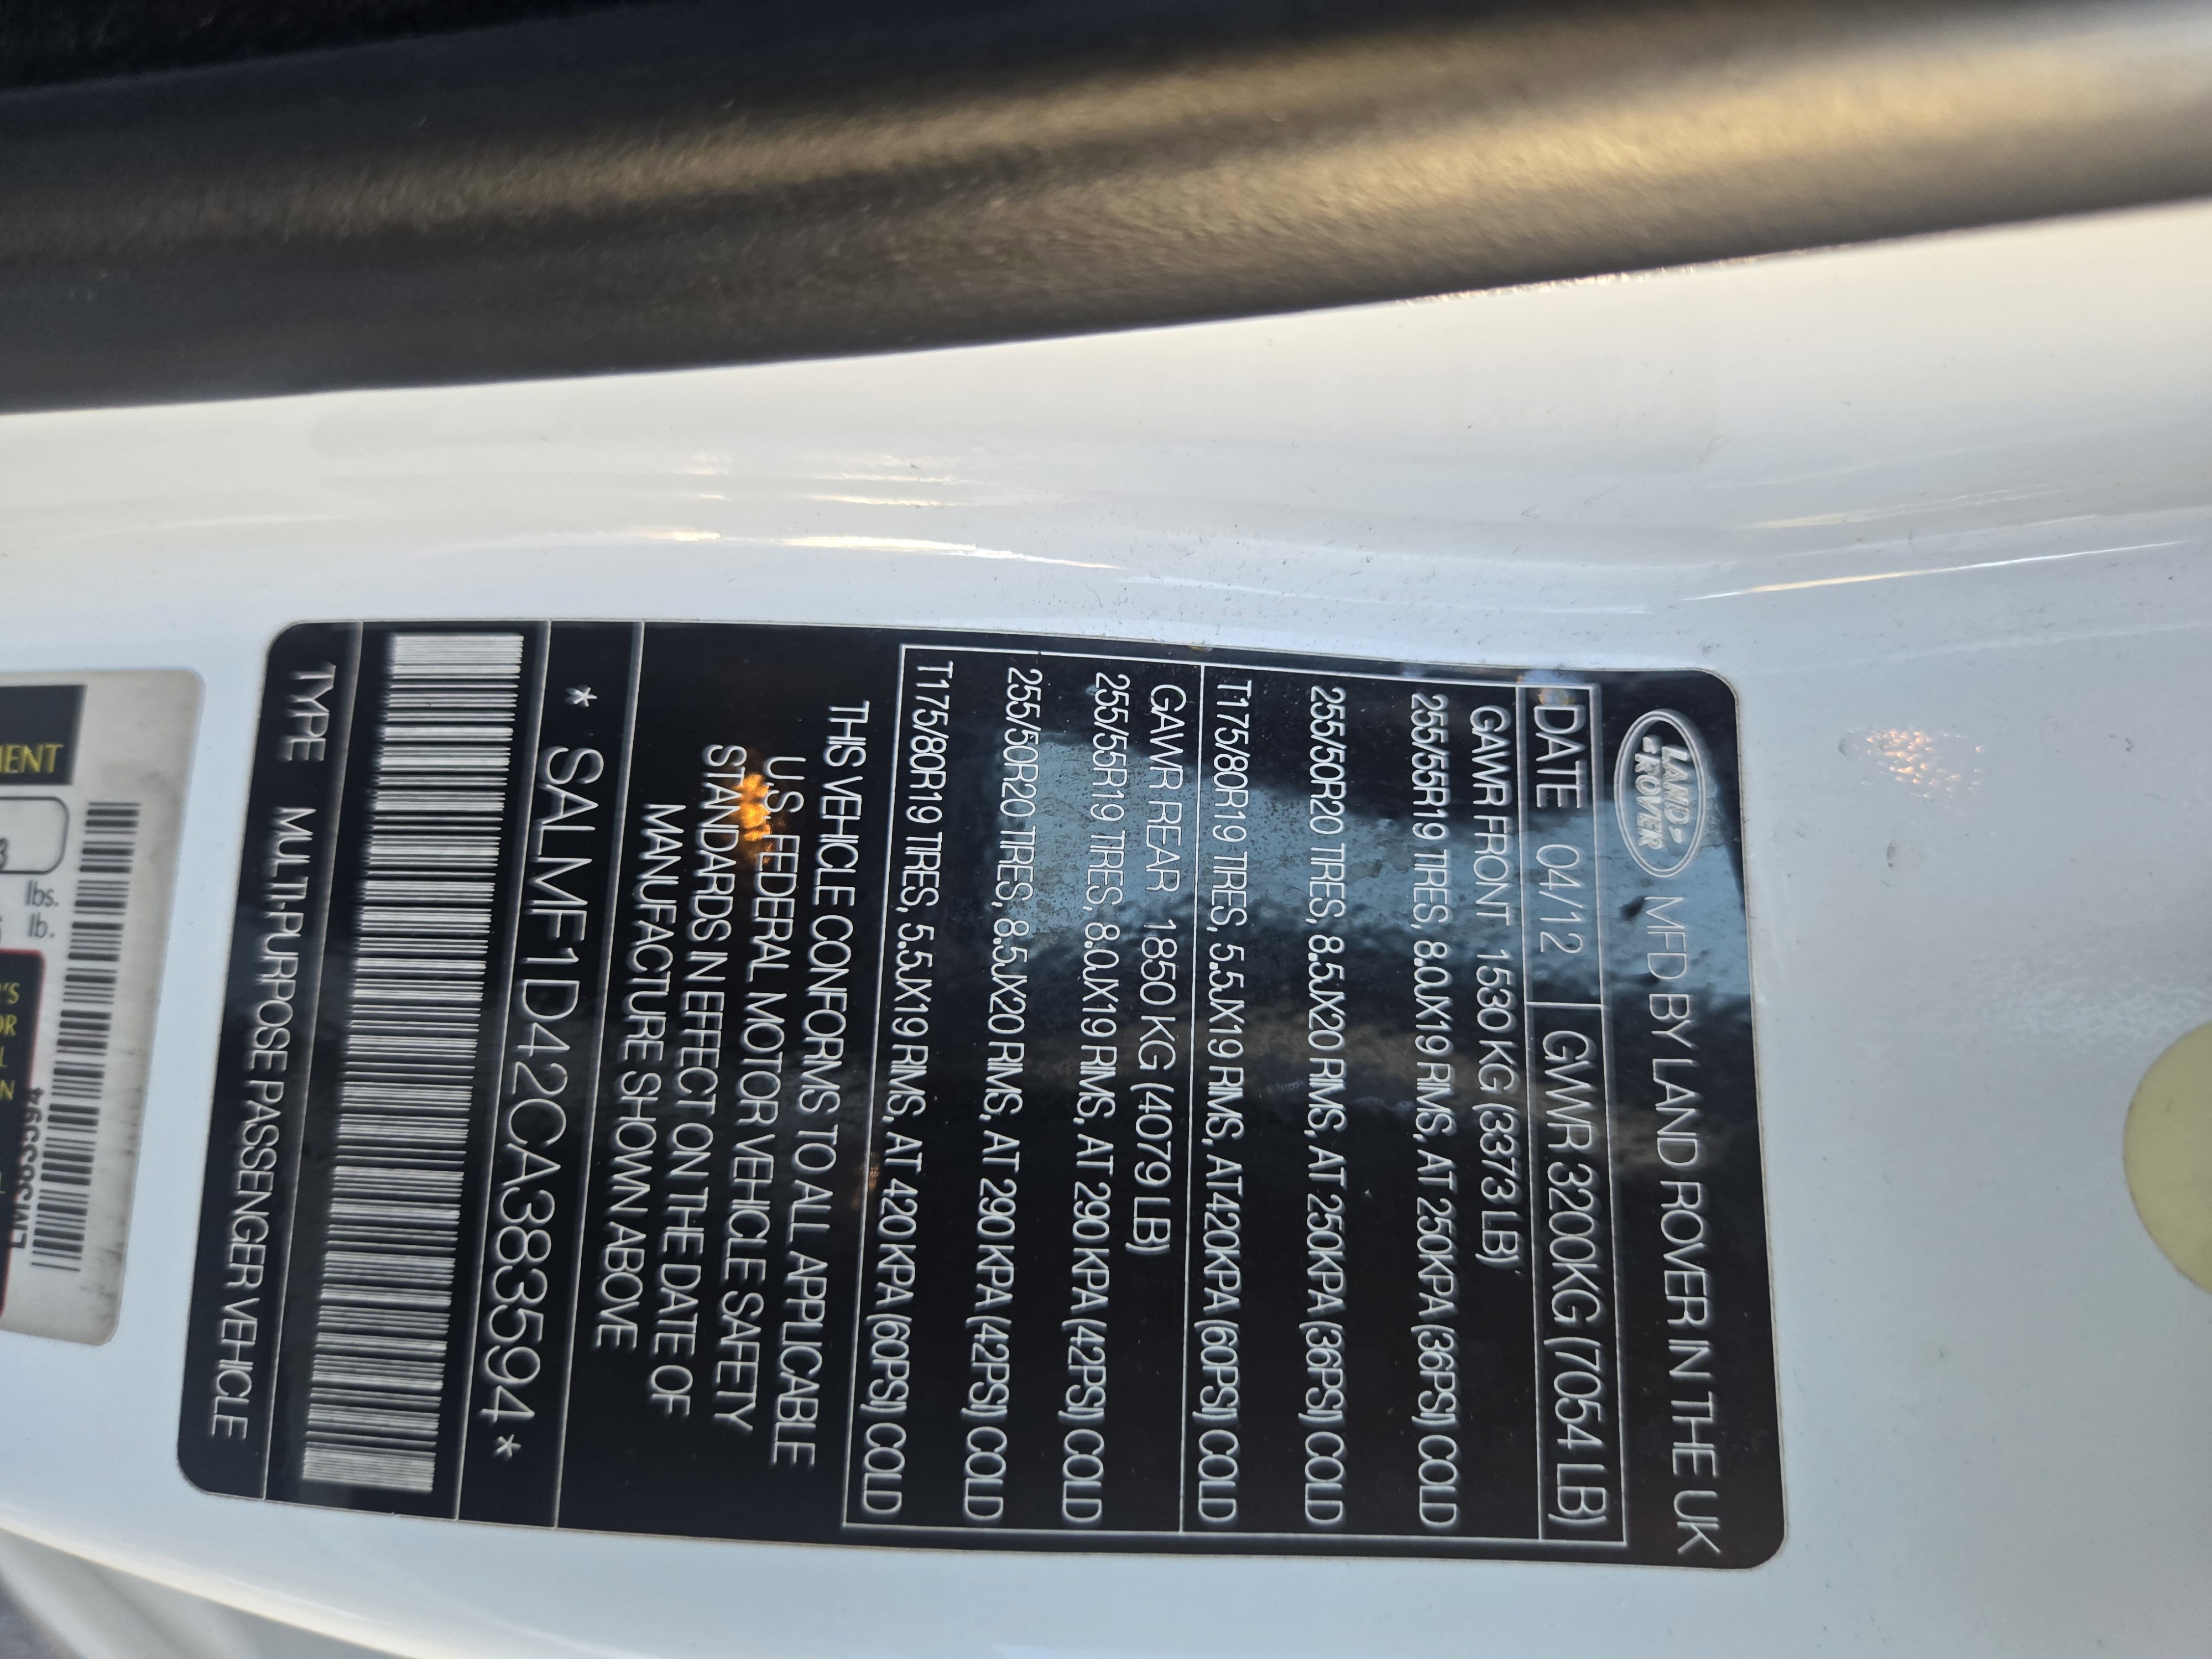 LAND-
-ROVER
MFD BY LAND ROVER IN THE UK
DATE 04/12 GWR 3200KG (7054 LB)
GAWR FRONT 1530 KG (3373 LB)
255/55R19 TIRES, 8.0JX19 RIMS, AT 250KPA (36PSI) COLD
255/50R20 TIRES, 8.5JX20 RIMS, AT 250KPA (36PSI) COLD
T175/80R19 TIRES, 5.5JX19 RIMS, AT420KPA (60PSI) COLD
GAWR REAR 1850 KG (4079 LB)
255/55R19 TIRES, 8.0JX19 RIMS, AT 290 KPA (42PSI) COLD
255/50R20 TIRES, 8.5JX20 RIMS, AT 290 KPA (42PSI) COLD
T175/80R19 TIRES, 5.5JX19 RIMS, AT 420 KPA (60PSI) COLD
THIS VEHICLE CONFORMS TO ALL APPLICABLE
U.S. FEDERAL MOTOR VEHICLE SAFETY
STANDARDS IN EFFECT ON THE DATE OF
MANUFACTURE SHOWN ABOVE
* SALMF1D42CA383594 *
TYPE MULTI-PURPOSE PASSENGER VEHICLE
lbs.
lb.